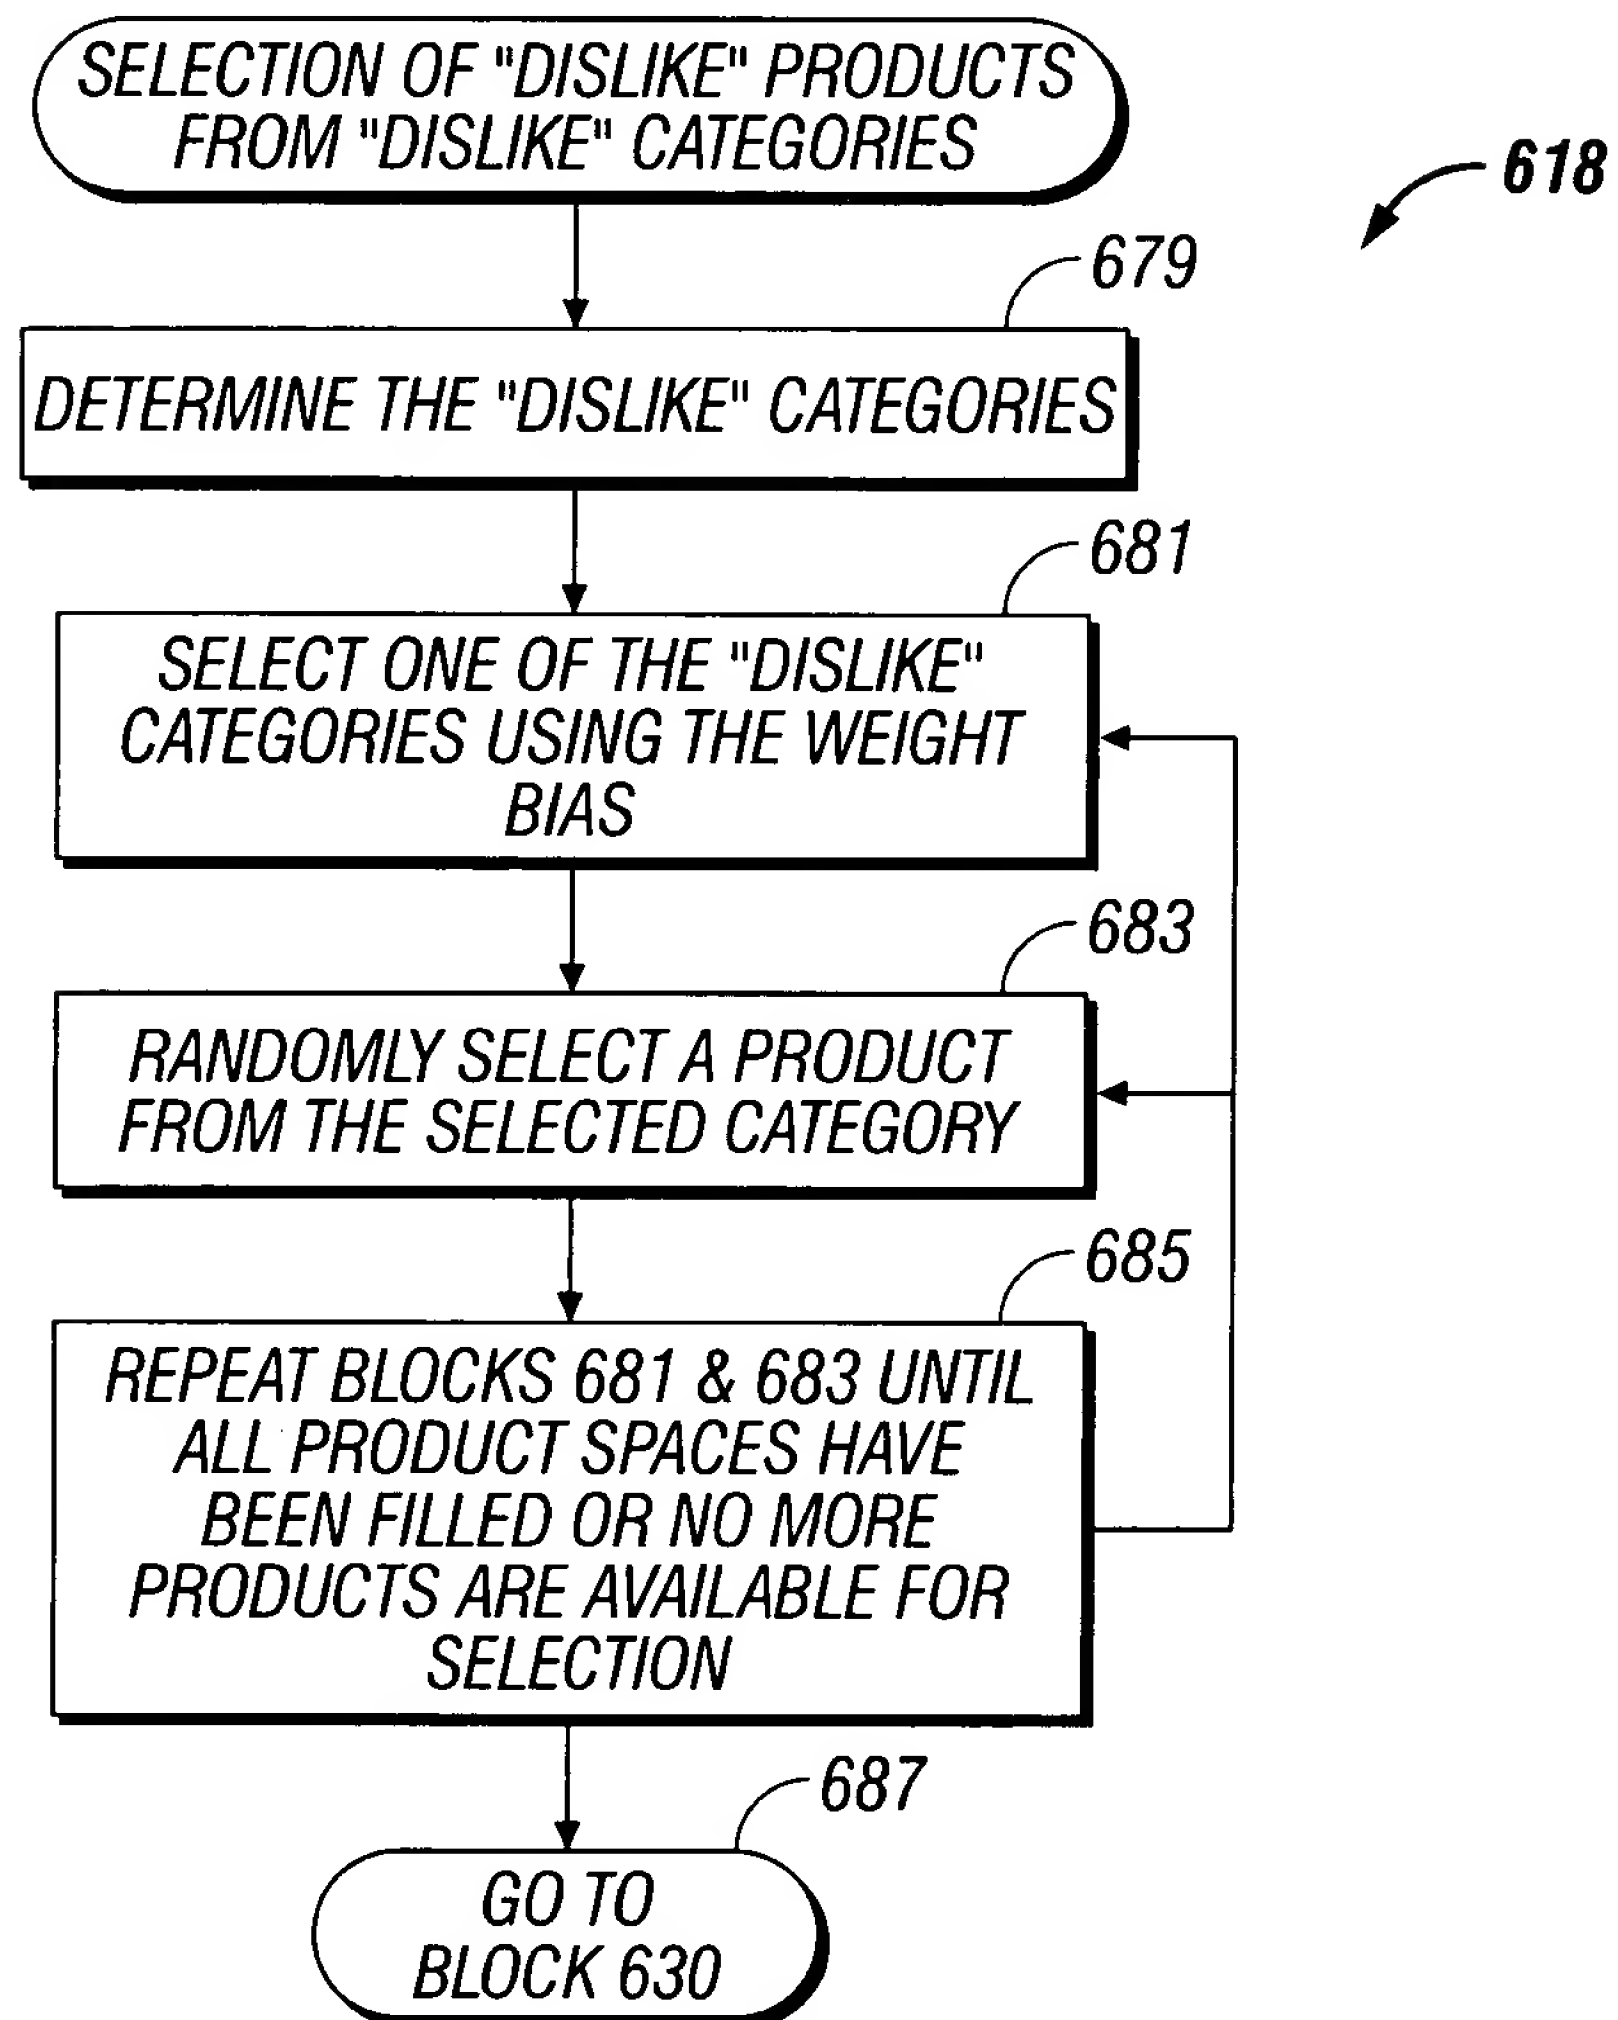 SELECTION OF "DISLIKE" PRODUCTS
FROM "DISLIKE" CATEGORIES
618
679
DETERMINE THE "DISLIKE" CATEGORIES
681
SELECT ONE OF THE "DISLIKE"
CATEGORIES USING THE WEIGHT
BIAS
683
RANDOMLY SELECT A PRODUCT
FROM THE SELECTED CATEGORY
685
REPEAT BLOCKS 681 & 683 UNTIL
ALL PRODUCT SPACES HAVE
BEEN FILLED OR NO MORE
PRODUCTS ARE AVAILABLE FOR
SELECTION
687
GO TO
BLOCK 630